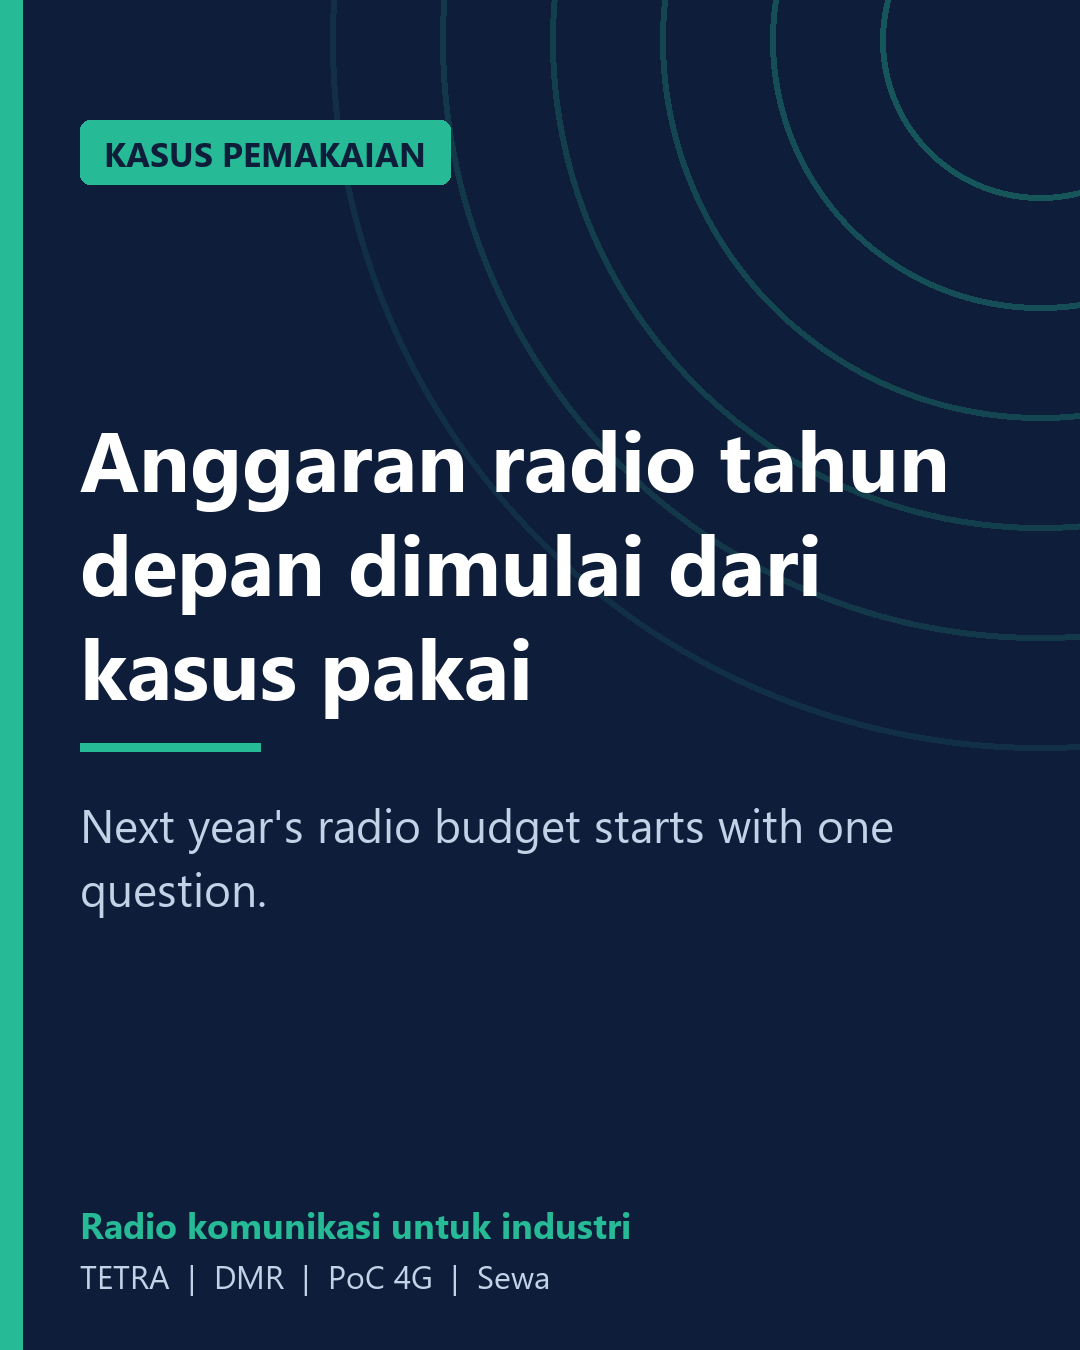 KASUS PEMAKAIAN
Anggaran radio tahun
depan dimulai dari
kasus pakai
Next year's radio budget starts with one
question.
Radio komunikasi untuk industri
TETRA | DMR | PoC 4G | Sewa